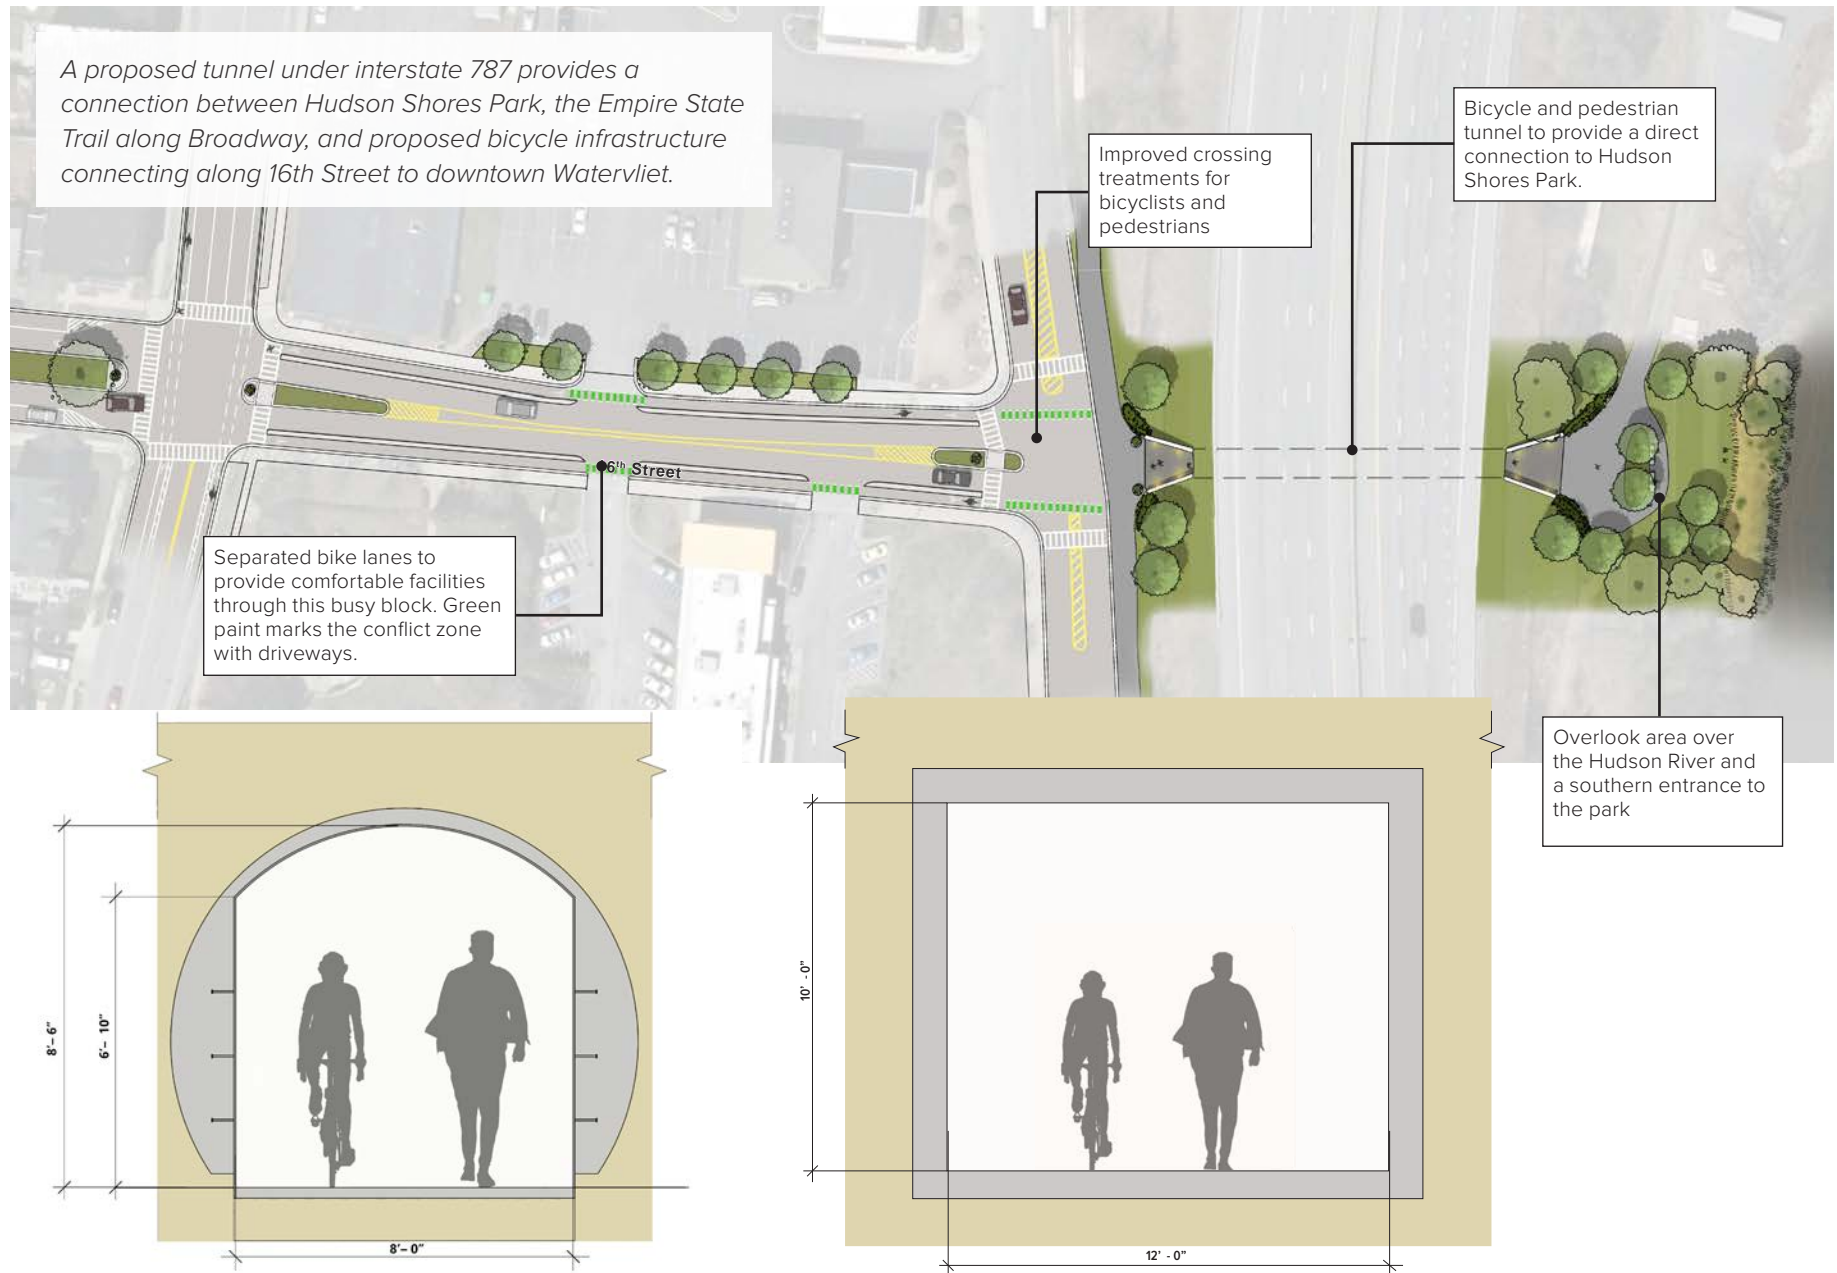 A proposed tunnel under interstate 787 provides a
connection between Hudson Shores Park, the Empire State
Trail along Broadway, and proposed bicycle infrastructure
connecting along 16th Street to downtown Watervliet.
Bicycle and pedestrian
tunnel to provide a direct
connection to Hudson
Shores Park.
Improved crossing
treatments for
bicyclists and
pedestrians
6th Street
Separated bike lanes to
provide comfortable facilities
through this busy block. Green
paint marks the conflict zone
with driveways.
Overlook area over
the Hudson River and
a southern entrance to
the park
8'– 6"
6'– 10"
8'– 0"
10' - 0"
12' - 0"